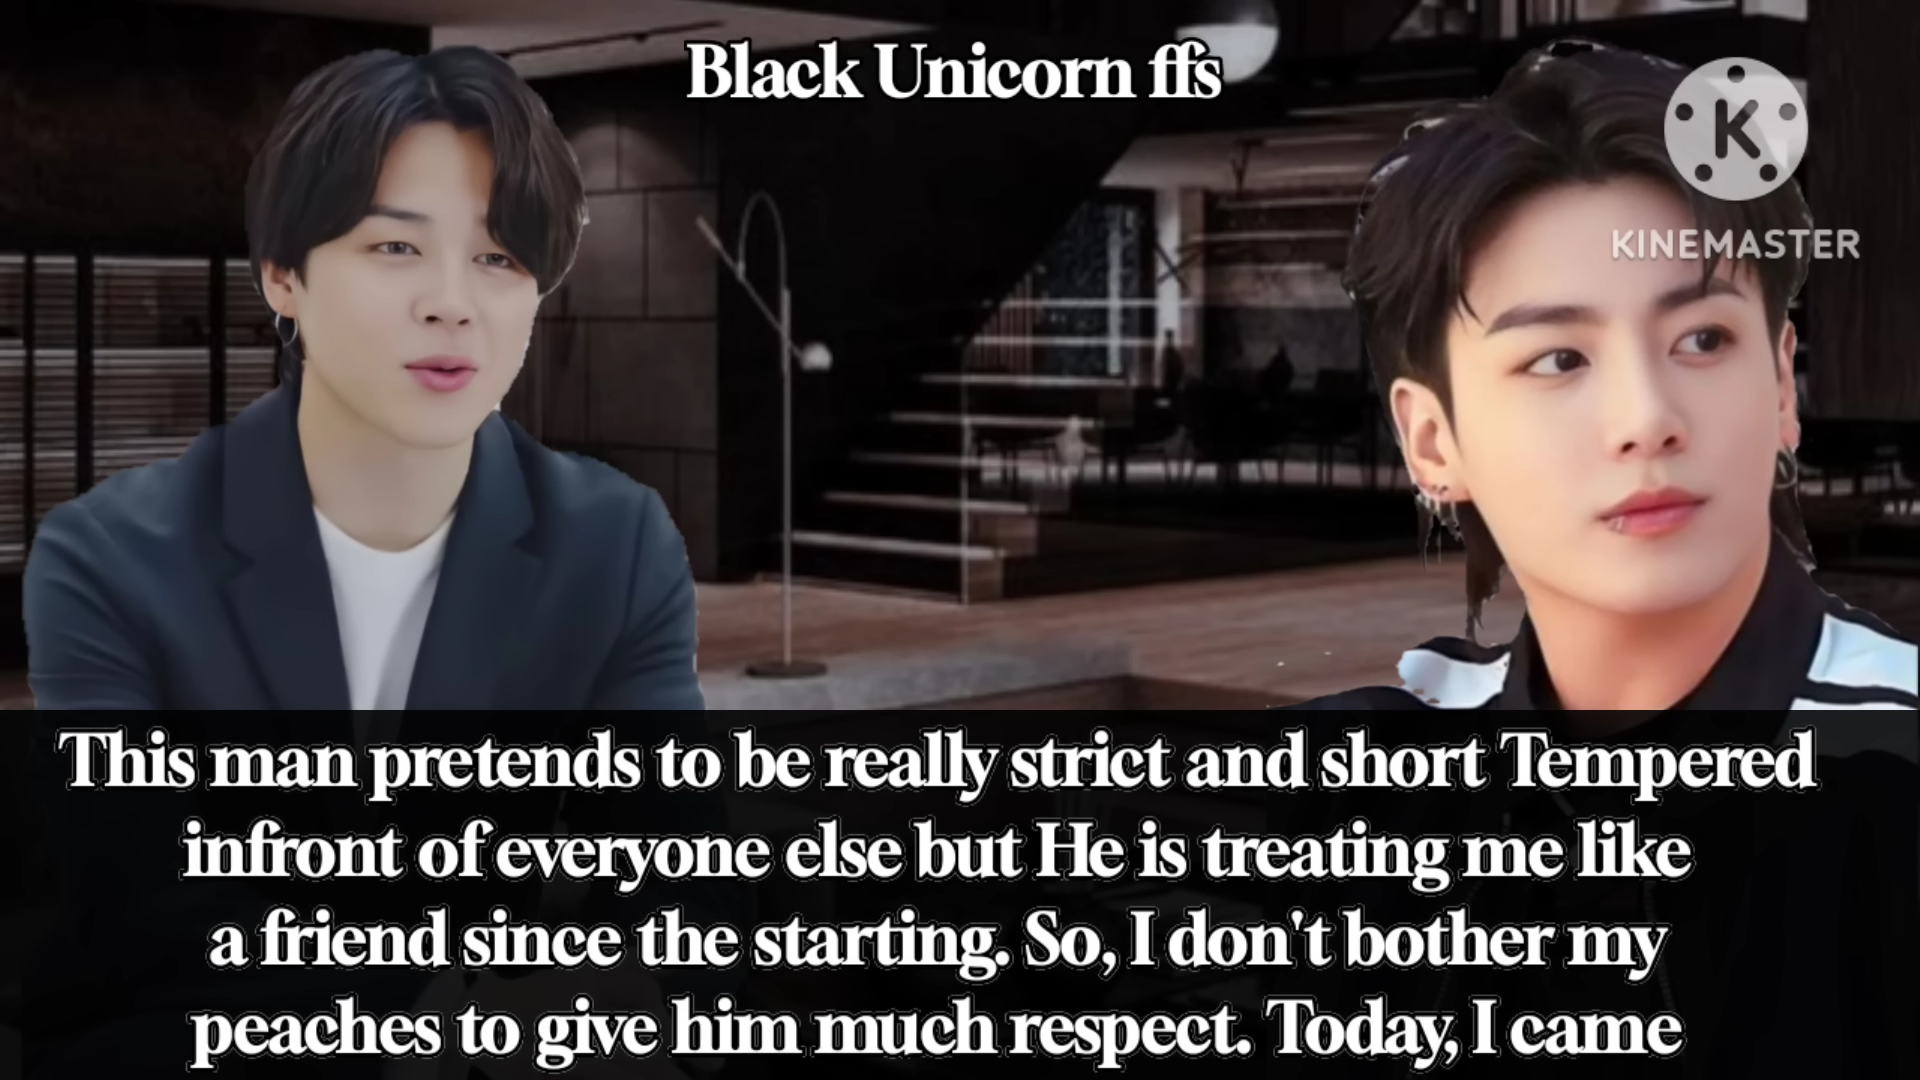 Black Unicorn ffs
K
KINEMASTER
This man pretends to be really strict and short Tempered
infront of everyone else but He is treating me like
a friend since the starting. So, I don't bother my
peaches to give him much respect. Today, I came